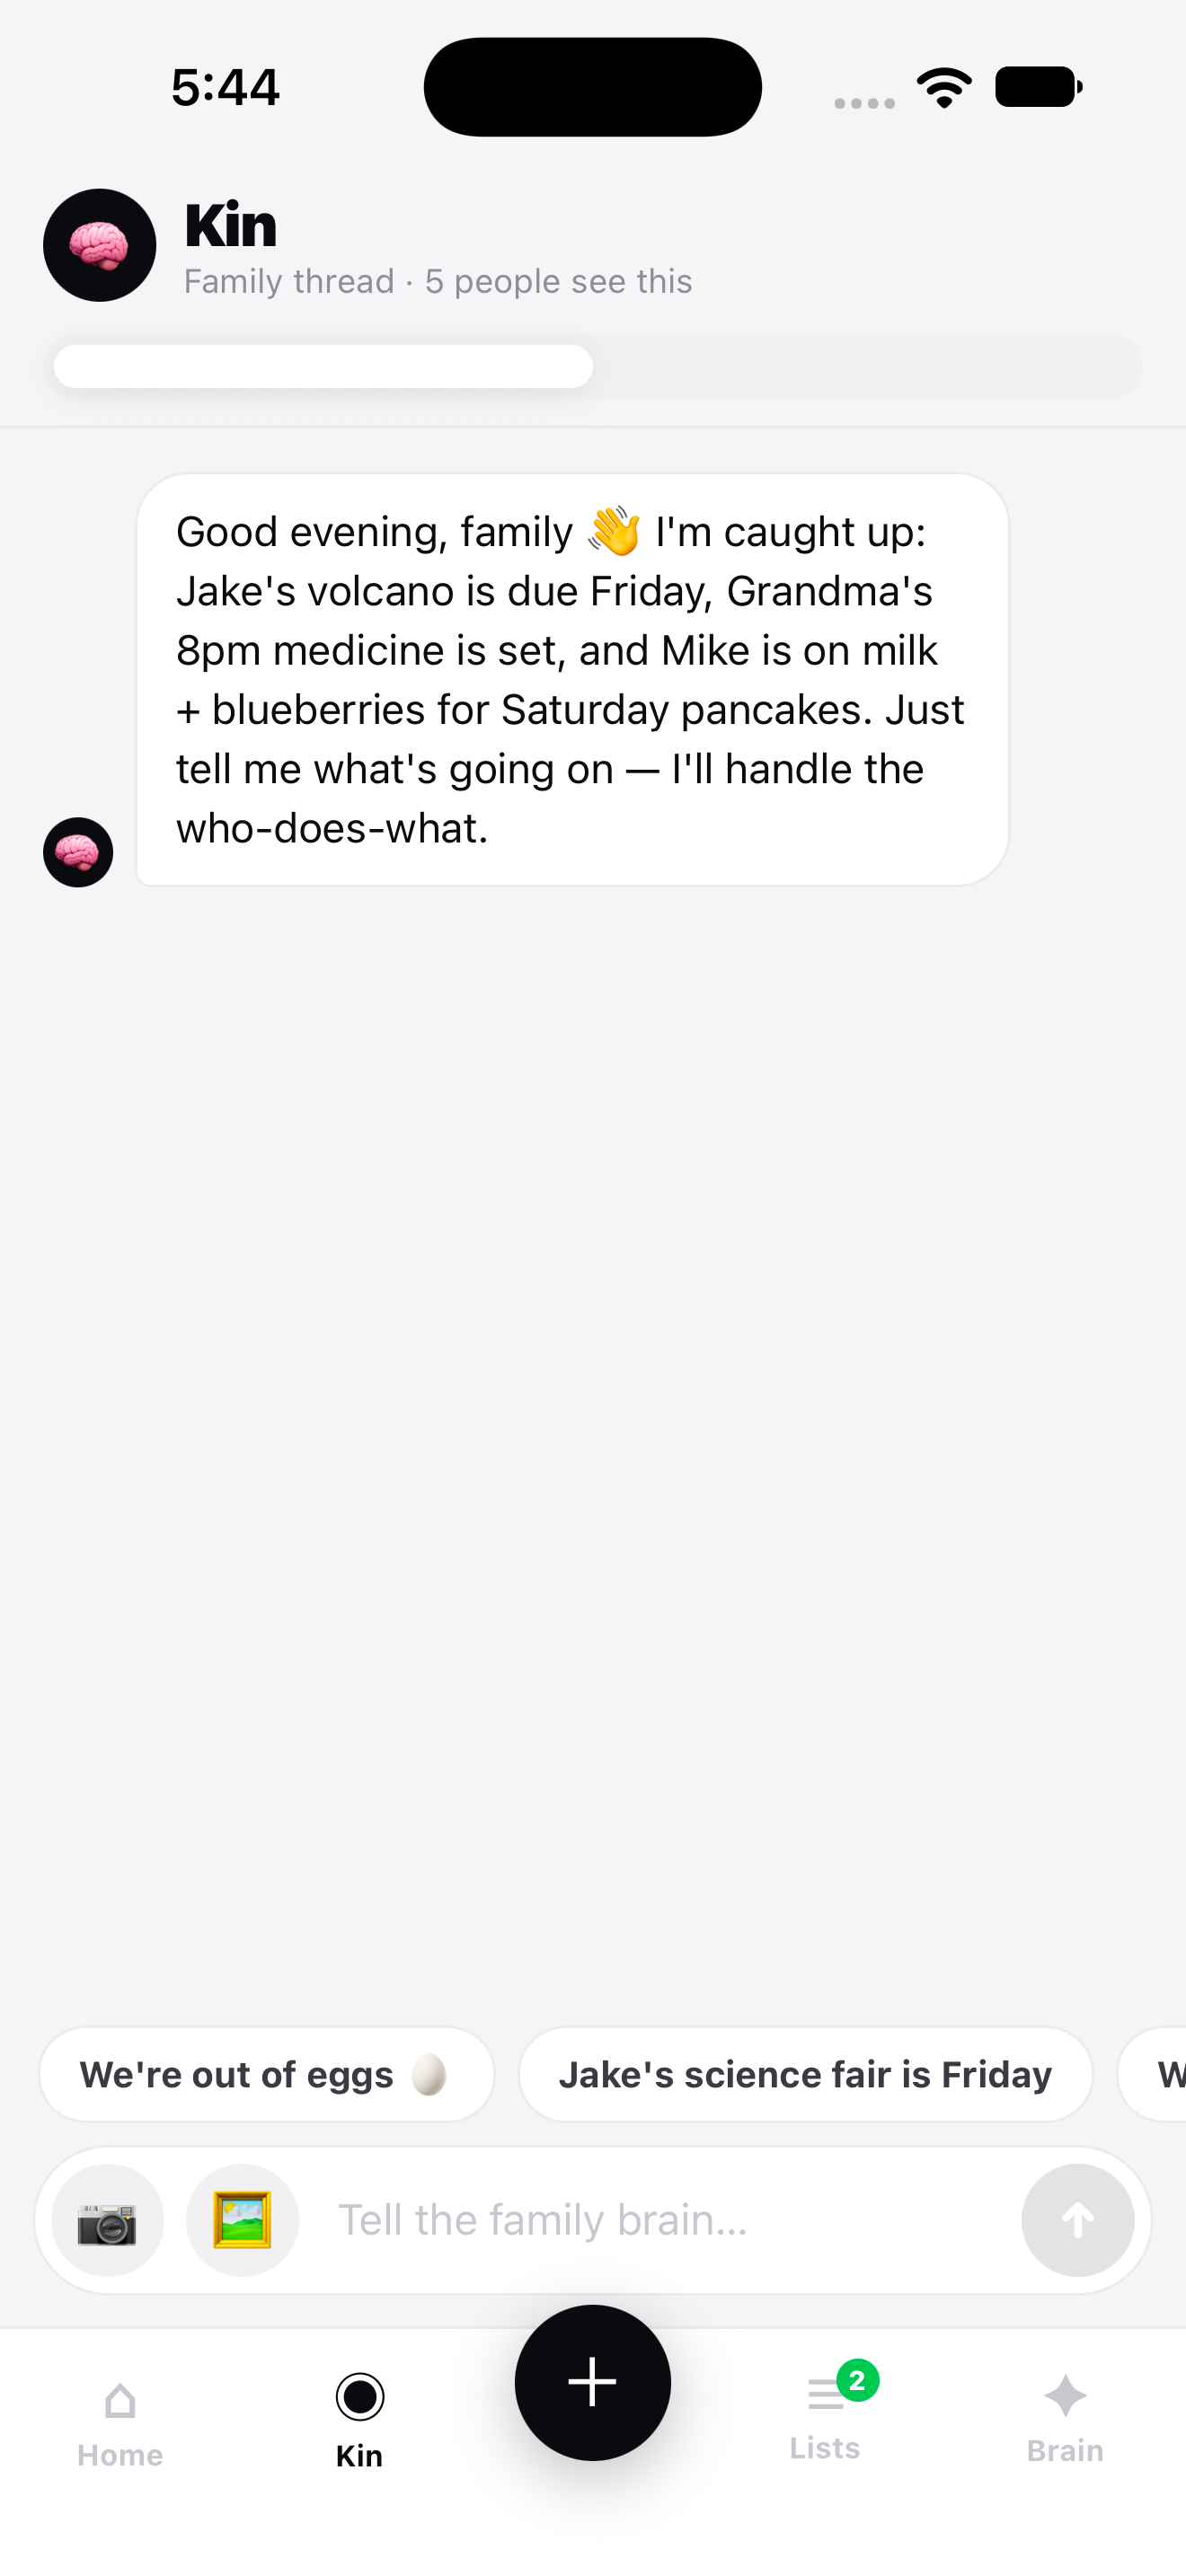 5:44
Kin
Family thread · 5 people see this
Good evening, family 👋 I'm caught up:
Jake's volcano is due Friday, Grandma's
8pm medicine is set, and Mike is on milk
+ blueberries for Saturday pancakes. Just
tell me what's going on — I'll handle the
who-does-what.
We're out of eggs 🥚
Jake's science fair is Friday
Tell the family brain...
Home
Kin
2
Lists
Brain